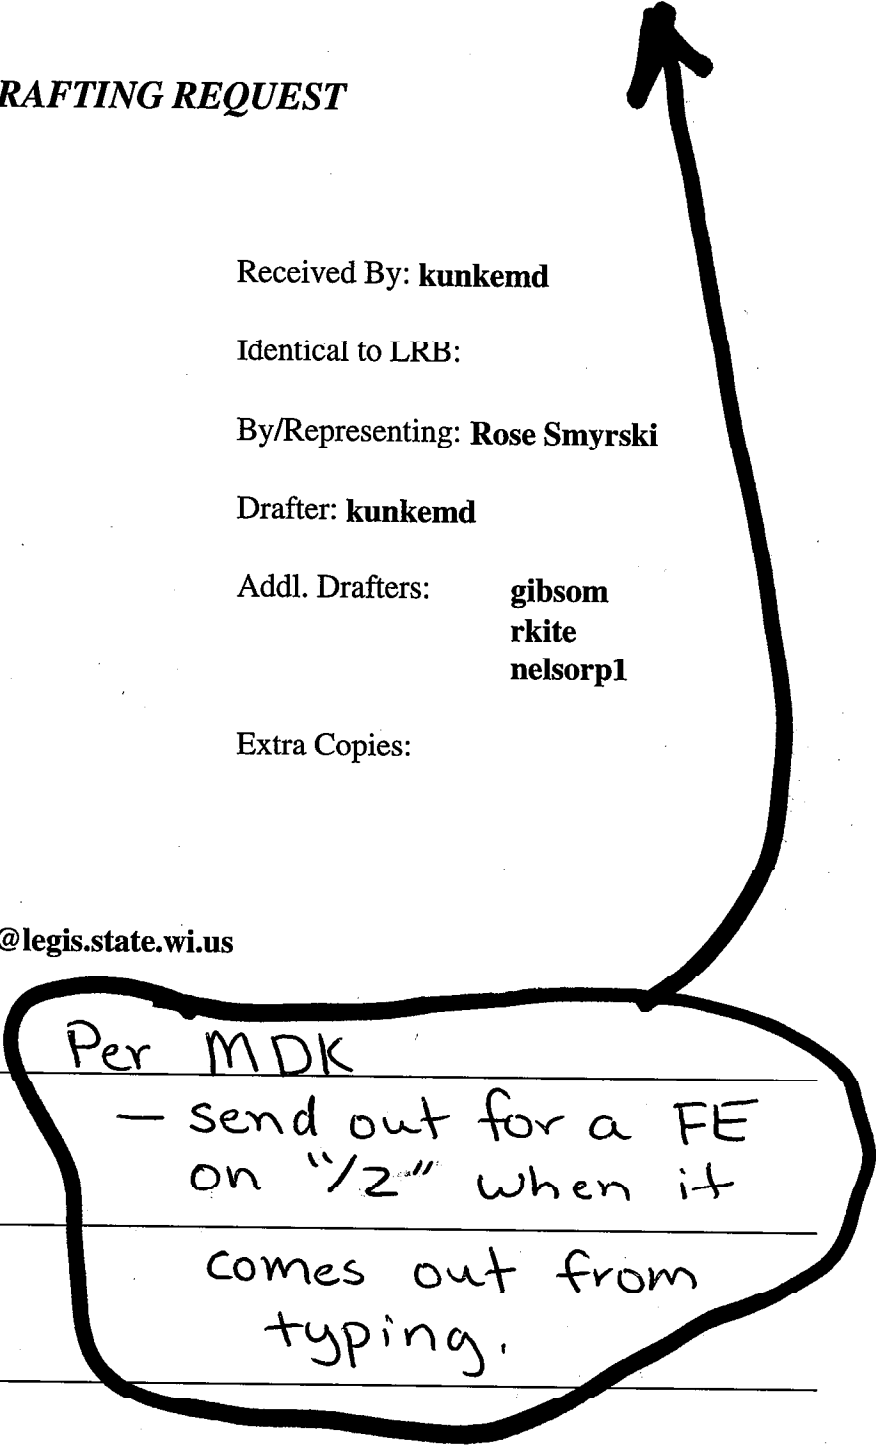 RAFTING REQUEST
Received By: kunkemd
Identical to LRB:
By/Representing: Rose Smyrski
Drafter: kunkemd
Addl. Drafters: gibsom
rkite
nelsorp1
Extra Copies:
@legis.state.wi.us
Per MDK
— send out for a FE
on "/2" when it
comes out from
typing.